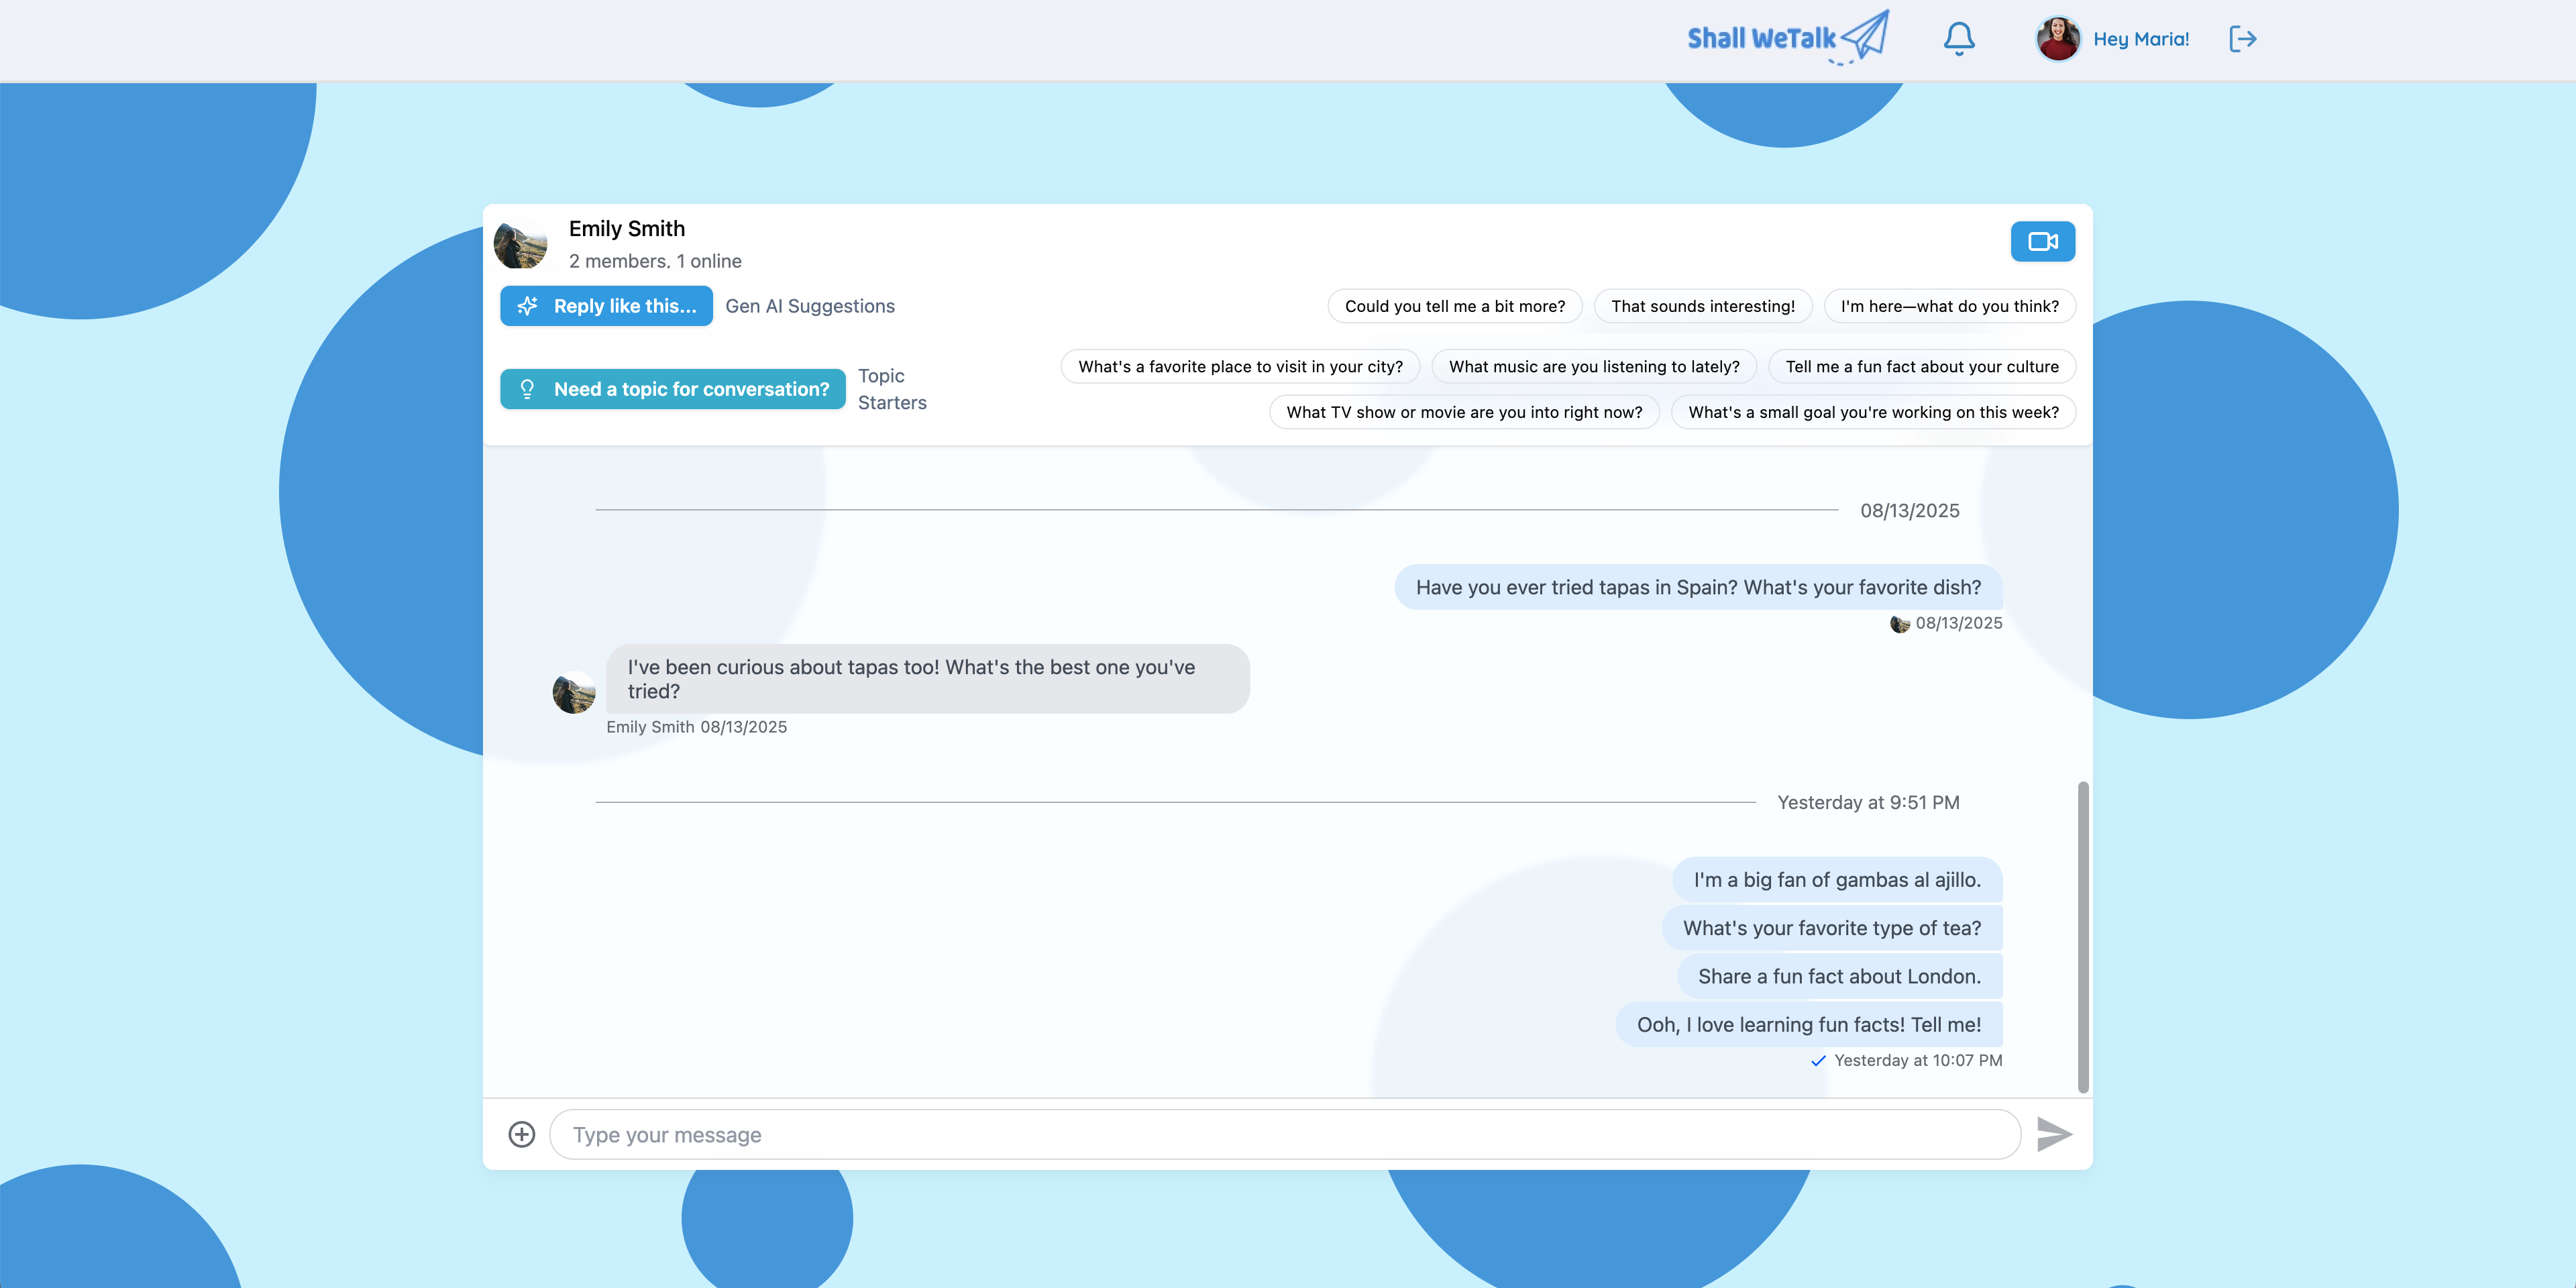 Shall WeTalk
Hey Maria!
Emily Smith
2 members, 1 online
Reply like this...
Gen AI Suggestions
Could you tell me a bit more?
That sounds interesting!
I'm here—what do you think?
Need a topic for conversation?
Topic
Starters
What's a favorite place to visit in your city?
What music are you listening to lately?
Tell me a fun fact about your culture
What TV show or movie are you into right now?
What's a small goal you're working on this week?
08/13/2025
Have you ever tried tapas in Spain? What's your favorite dish?
08/13/2025
I've been curious about tapas too! What's the best one you've
tried?
Emily Smith 08/13/2025
Yesterday at 9:51 PM
I'm a big fan of gambas al ajillo.
What's your favorite type of tea?
Share a fun fact about London.
Ooh, I love learning fun facts! Tell me!
Yesterday at 10:07 PM
Type your message